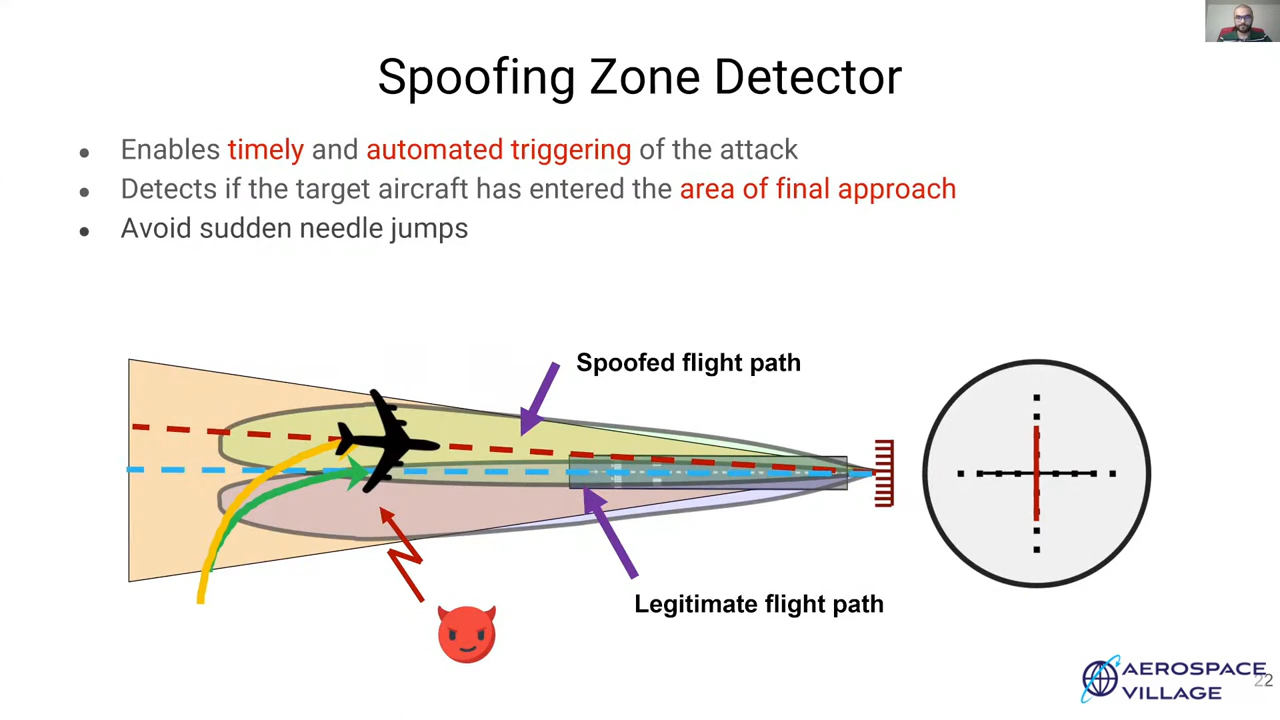 Spoofing Zone Detector
Enables timely and automated triggering of the attack
Detects if the target aircraft has entered the area of final approach
Avoid sudden needle jumps
Spoofed flight path
Legitimate flight path
AEROSPACE
VILLAGE
22